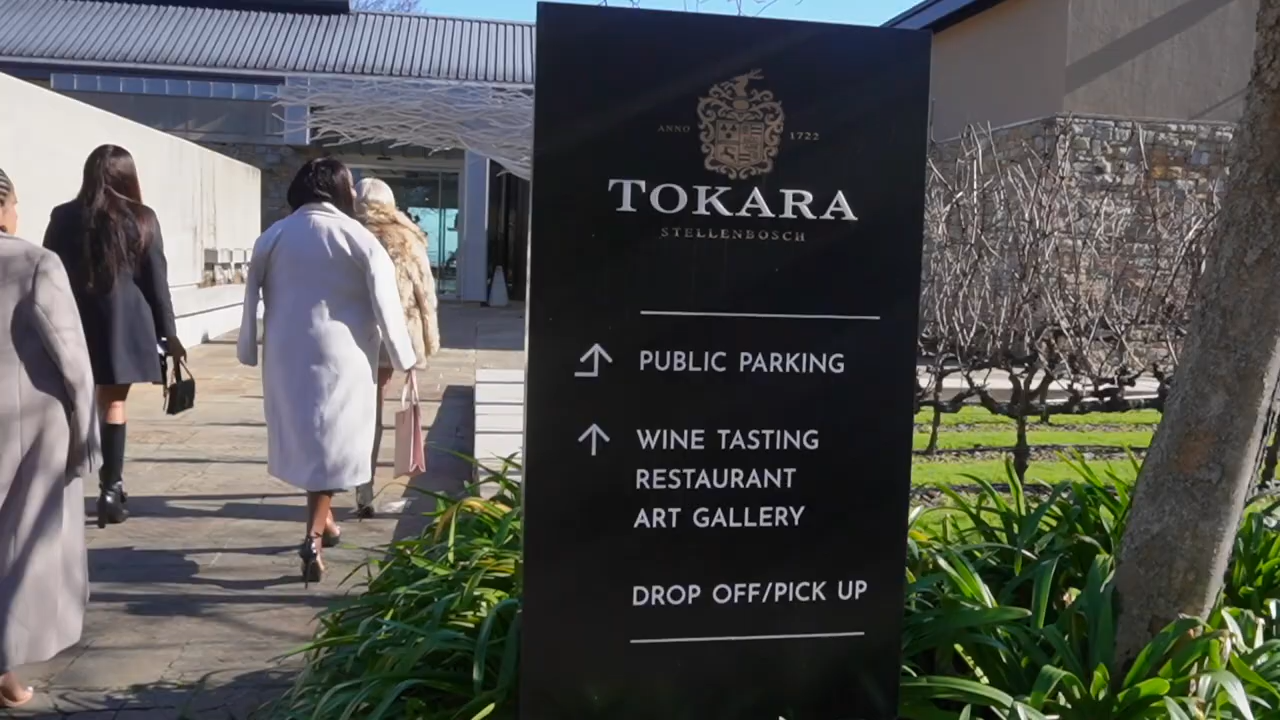 ANNO 1722
TOKARA
STELLENBOSCH
PUBLIC PARKING
WINE TASTING
RESTAURANT
ART GALLERY
DROP OFF/PICK UP